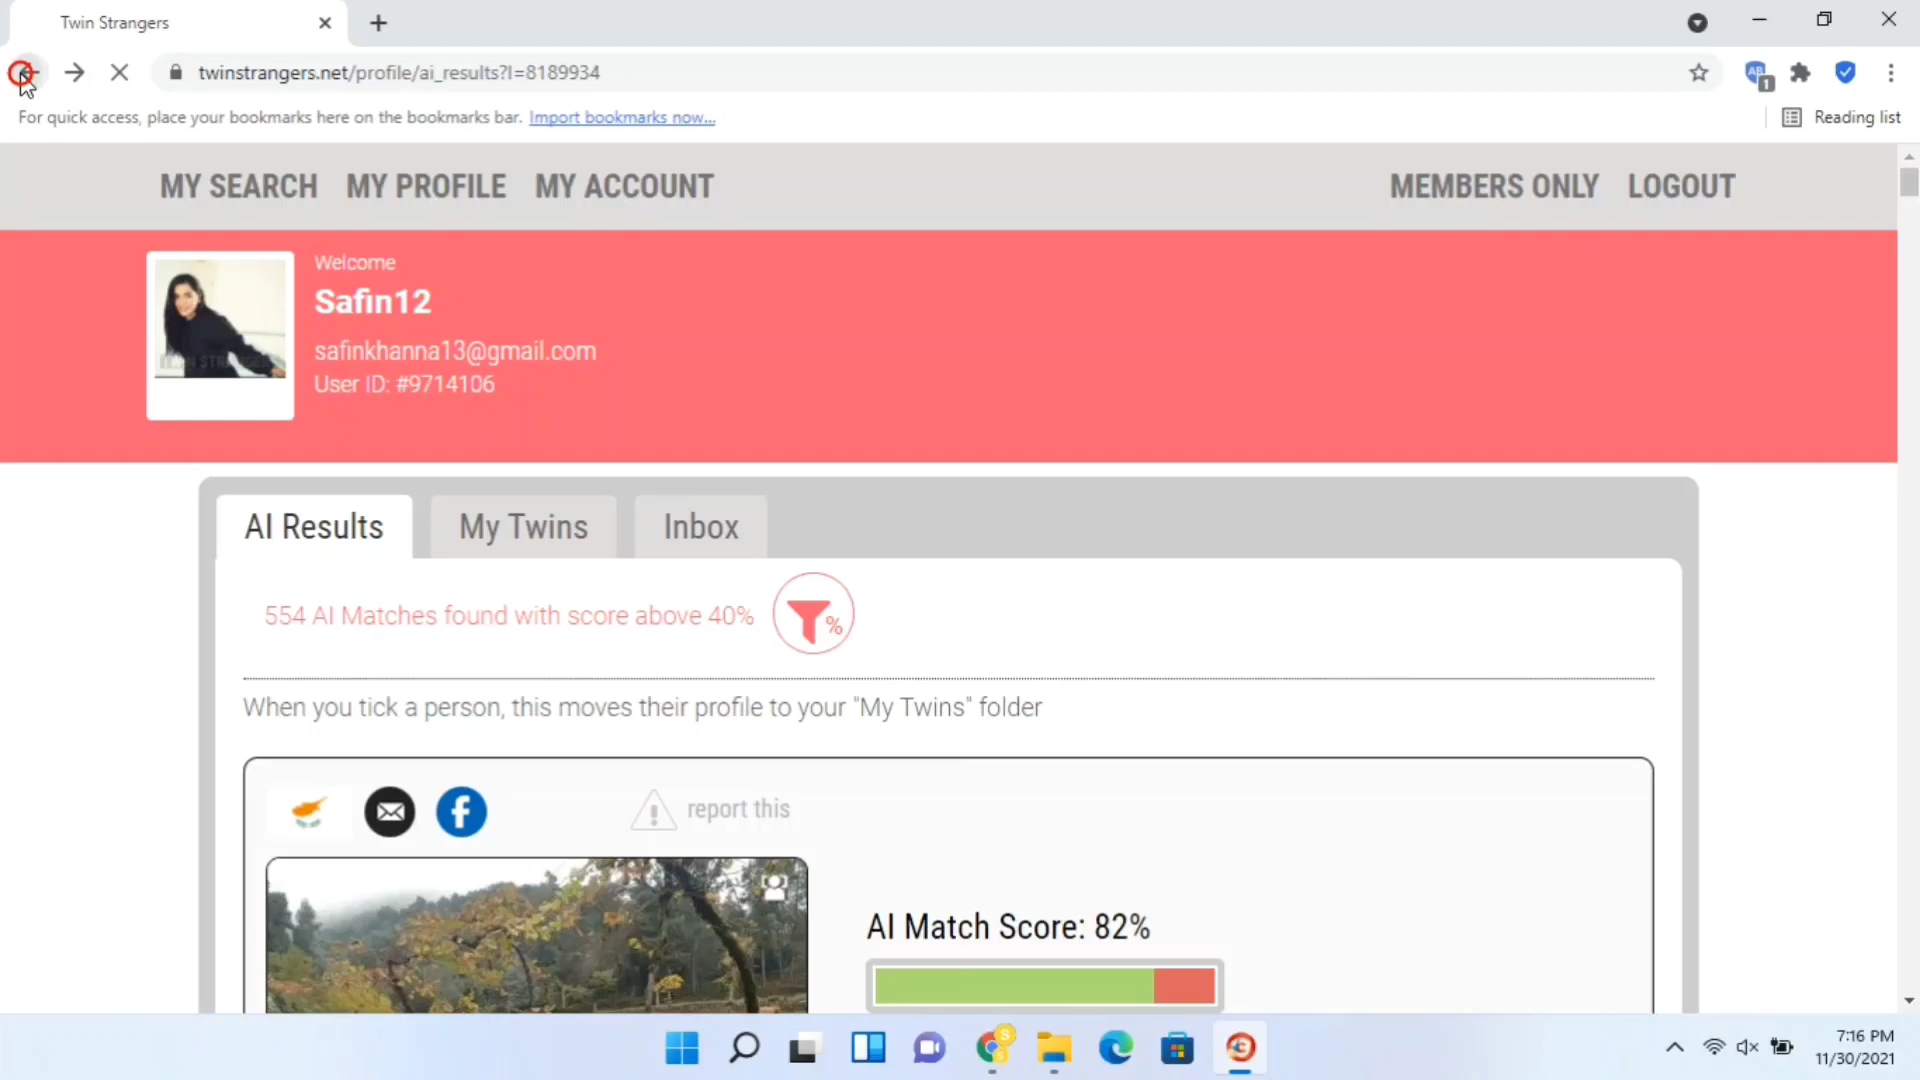 Twin Strangers
twinstrangers.net/profile/ai_results?l=8189934
AB
1
For quick access, place your bookmarks here on the bookmarks bar. Import bookmarks now...
Reading list
MY SEARCH MY PROFILE MY ACCOUNT MEMBERS ONLY LOGOUT
Welcome
Safin12
safinkhanna13@gmail.com
User ID: #9714106
AI Results My Twins Inbox
554 AI Matches found with score above 40%
%
When you tick a person, this moves their profile to your "My Twins" folder
report this
AI Match Score: 82%
7:16 PM
11/30/2021